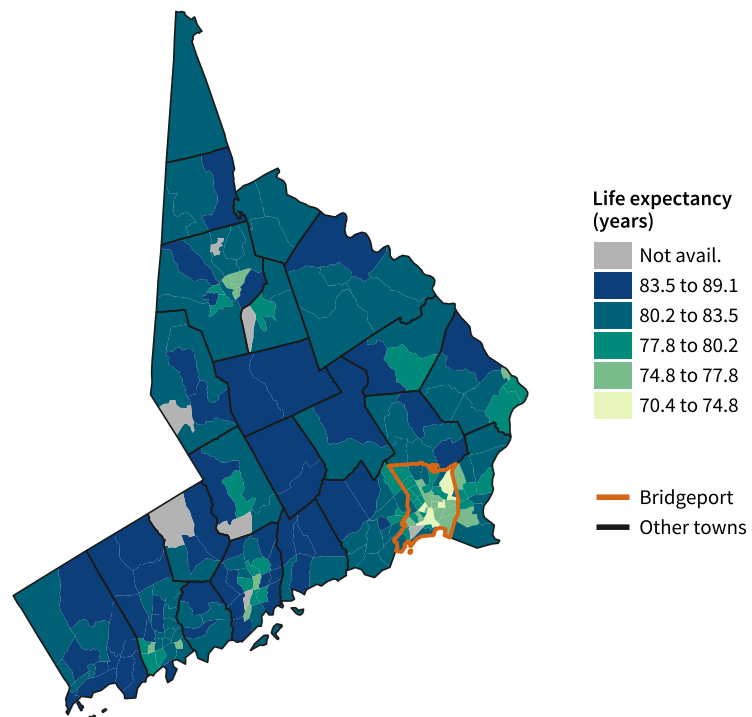 Life expectancy
(years)
Not avail.
83.5 to 89.1
80.2 to 83.5
77.8 to 80.2
74.8 to 77.8
70.4 to 74.8
Bridgeport
Other towns